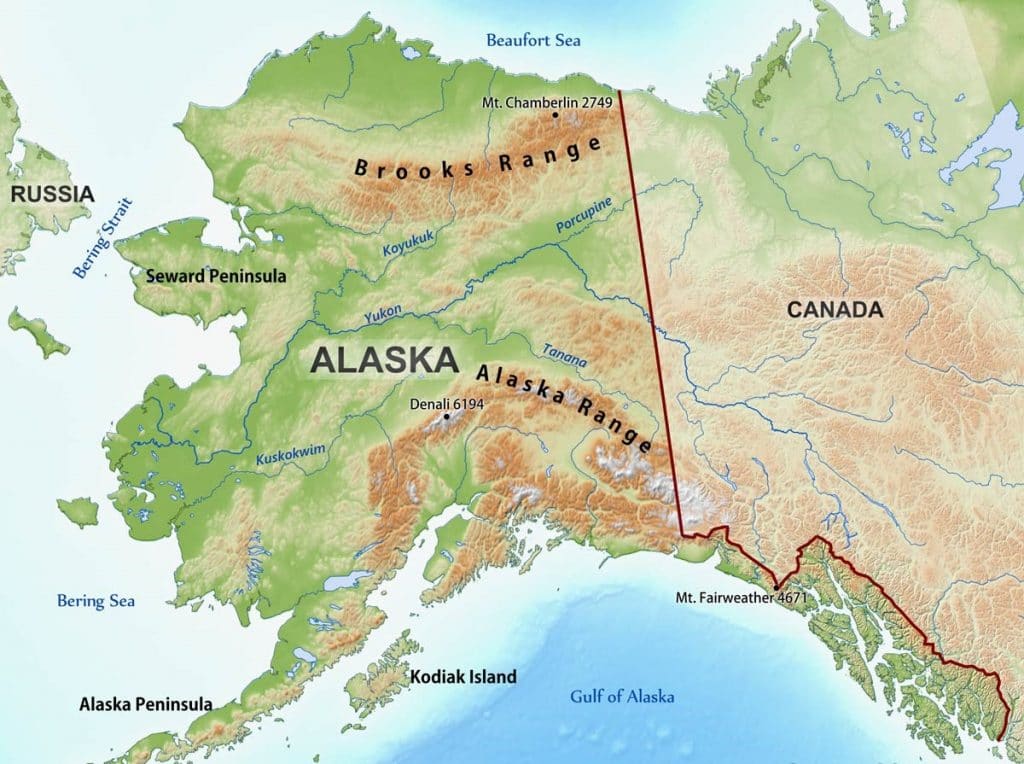 Beaufort Sea
Mt. Chamberlin 2749
Brooks Range
RUSSIA
Bering Strait
Porcupine
Koyukuk
Seward Peninsula
CANADA
Yukon
ALASKA
Tanana
Alaska Range
Denali 6194
Kuskokwim
Bering Sea
Mt. Fairweather 4671
Kodiak Island
Gulf of Alaska
Alaska Peninsula